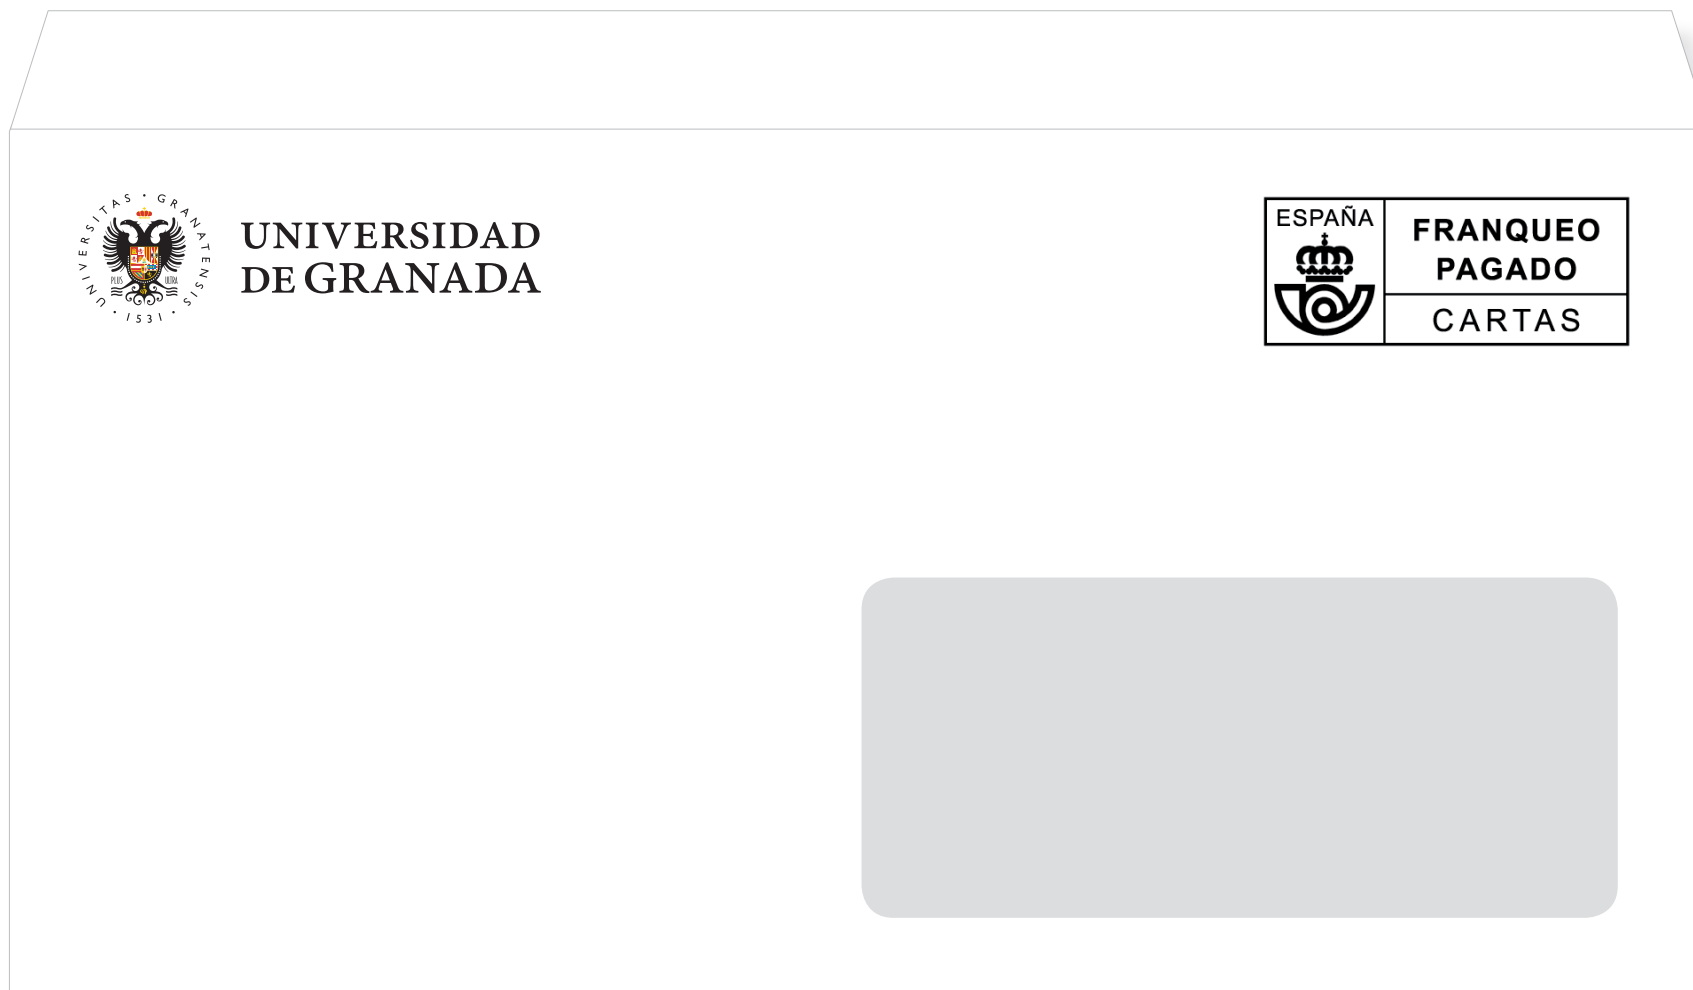 UNIVERSITAS · GRANATENSIS · 1531 ·
PLUS ULTRA
UNIVERSIDAD
DE GRANADA
ESPAÑA
FRANQUEO
PAGADO
CARTAS